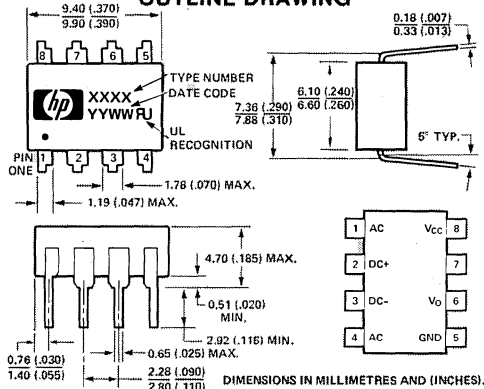 OUTLINE DRAWING
9.40 (.370)
9.90 (.390)
8 7 6 5
hp
XXXX
YYWW
TYPE NUMBER
DATE CODE
UL
RECOGNITION
PIN
ONE
1 2 3 4
1.78 (.070) MAX.
1.19 (.047) MAX.
0.18 (.007)
0.33 (.013)
6.10 (.240)
6.60 (.260)
7.36 (.290)
7.88 (.310)
5° TYP.
4.70 (.185) MAX.
0.51 (.020)
MIN.
2.92 (.115) MIN.
0.76 (.030)
1.40 (.055)
0.65 (.025) MAX.
2.28 (.090)
2.80 (.110)
1 AC VCC 8
2 DC+ 7
3 DC- VO 6
4 AC GND 5
DIMENSIONS IN MILLIMETRES AND (INCHES).